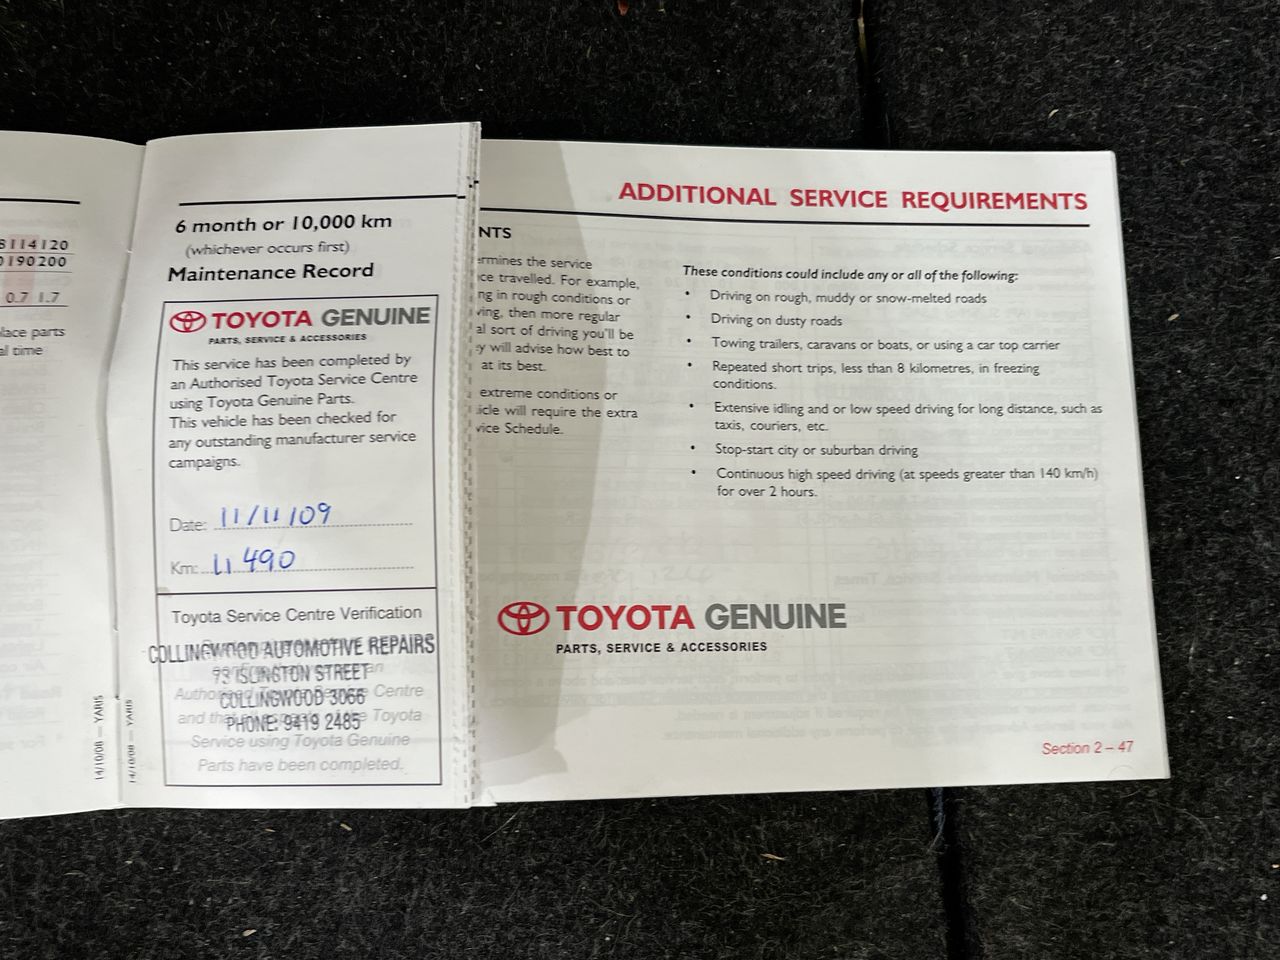 8114120
0190200
0.7 1.7
lace parts
al time
14/10/08 — YARIS
14/10/08 — YARIS
6 month or 10,000 km
(whichever occurs first)
Maintenance Record
TOYOTA GENUINE
PARTS, SERVICE & ACCESSORIES
This service has been completed by
an Authorised Toyota Service Centre
using Toyota Genuine Parts.
This vehicle has been checked for
any outstanding manufacturer service
campaigns.
Date: 11/11/09
Km: 11 490
Toyota Service Centre Verification
COLLINGWOOD AUTOMOTIVE REPAIRS
93 ISLINGTON STREET
an
COLLINGWOOD 3066
Centre
and
PHONE: 9419 2485
Toyota
Service using Toyota Genuine
Parts have been completed.
ADDITIONAL SERVICE REQUIREMENTS
NTS
ermines the service
ce travelled. For example,
ng in rough conditions or
ving, then more regular
al sort of driving you'll be
y will advise how best to
at its best.
extreme conditions or
icle will require the extra
vice Schedule.
These conditions could include any or all of the following:
• Driving on rough, muddy or snow-melted roads
• Driving on dusty roads
• Towing trailers, caravans or boats, or using a car top carrier
• Repeated short trips, less than 8 kilometres, in freezing
conditions.
• Extensive idling and or low speed driving for long distance, such as
taxis, couriers, etc.
• Stop-start city or suburban driving
• Continuous high speed driving (at speeds greater than 140 km/h)
for over 2 hours.
TOYOTA GENUINE
PARTS, SERVICE & ACCESSORIES
Section 2 – 47